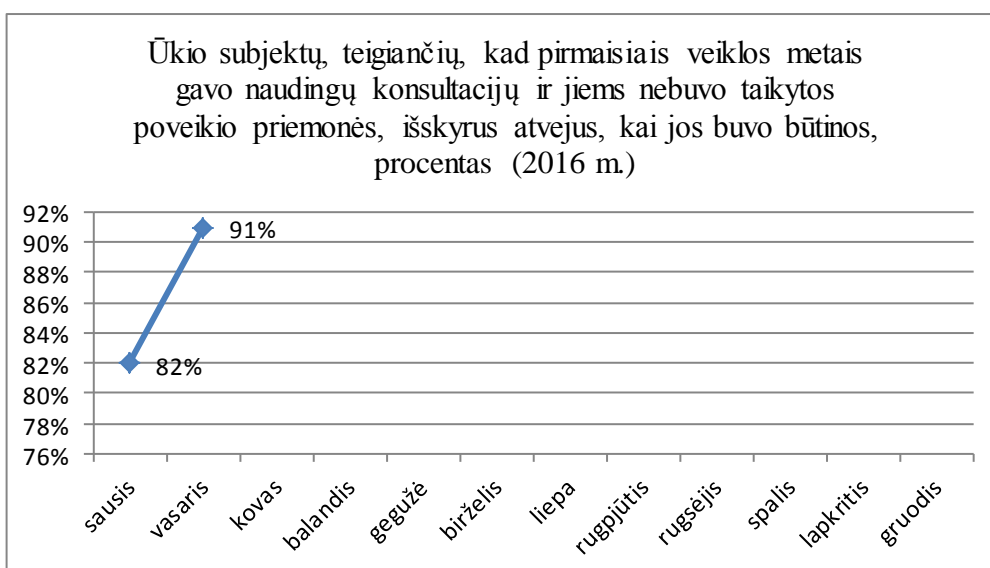 Ūkio subjektų, teigiančių, kad pirmaisiais veiklos metais
gavo naudingų konsultacijų ir jiems nebuvo taikytos
poveikio priemonės, išskyrus atvejus, kai jos buvo būtinos,
procentas (2016 m.)
92%
90%
88%
86%
84%
82%
80%
78%
76%
91%
82%
sausis
vasaris
kovas
balandis
gegužė
birželis
liepa
rugpjūtis
rugsėjis
spalis
lapkritis
gruodis